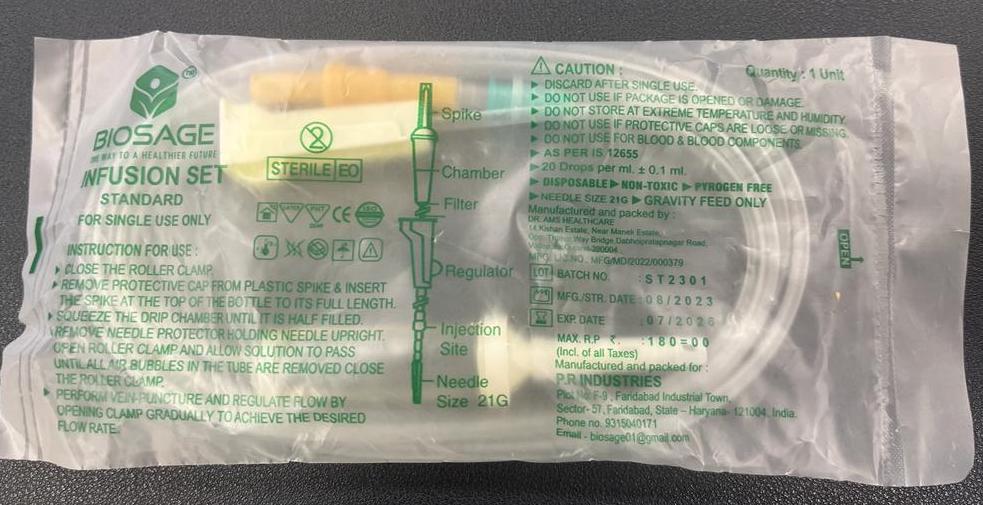 BIOSAGE
THE WAY TO A HEALTHIER FUTURE
INFUSION SET
STANDARD
FOR SINGLE USE ONLY
STERILE EO
INSTRUCTION FOR USE :
CLOSE THE ROLLER CLAMP.
REMOVE PROTECTIVE CAP FROM PLASTIC SPIKE & INSERT
THE SPIKE AT THE TOP OF THE BOTTLE TO ITS FULL LENGTH.
SQUEEZE THE DRIP CHAMBER UNTIL IT IS HALF FILLED.
REMOVE NEEDLE PROTECTOR HOLDING NEEDLE UPRIGHT.
OPEN ROLLER CLAMP AND ALLOW SOLUTION TO PASS
UNTIL ALL AIR BUBBLES IN THE TUBE ARE REMOVED CLOSE
THE ROLLER CLAMP.
PERFORM VEIN-PUNCTURE AND REGULATE FLOW BY
OPENING CLAMP GRADUALLY TO ACHIEVE THE DESIRED
FLOW RATE.
Spike
Chamber
Filter
Regulator
Injection
Site
Needle
Size 21G
CAUTION :
Quantity : 1 Unit
DISCARD AFTER SINGLE USE.
DO NOT USE IF PACKAGE IS OPENED OR DAMAGE.
DO NOT STORE AT EXTREME TEMPERATURE AND HUMIDITY.
DO NOT USE IF PROTECTIVE CAPS ARE LOOSE OR MISSING.
DO NOT USE FOR BLOOD & BLOOD COMPONENTS.
AS PER IS 12655
20 Drops per ml. ± 0.1 ml.
DISPOSABLE NON-TOXIC PYROGEN FREE
NEEDLE SIZE 21G GRAVITY FEED ONLY
Manufactured and packed by :
DR. AMS HEALTHCARE
14 Kishan Estate, Near Manek Estate,
Way Bridge Dabhoipratapnagar Road,
390004
MFG. LIC NO. MFG/MD/2022/000379
LOT BATCH NO. : ST2301
MFG./STR. DATE : 08/2023
EXP. DATE : 07/2026
MAX. R.P ₹. : 180=00
(Incl. of all Taxes)
Manufactured and packed for :
P.R INDUSTRIES
Plot No. F-9, Faridabad Industrial Town,
Sector- 57, Faridabad, State – Haryana- 121004, India.
Phone no. 9315040171
Email - biosage01@gmail.com
OPEN